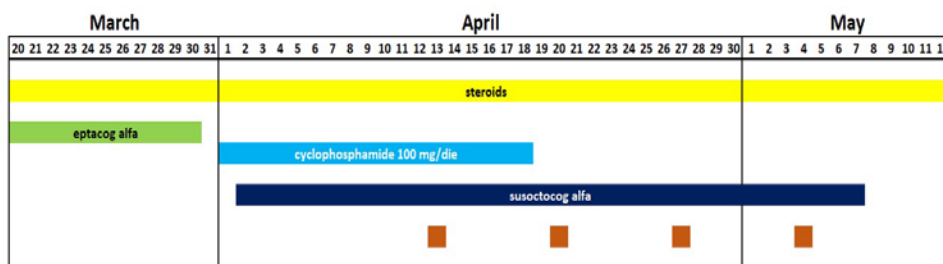 March April May
20 21 22 23 24 25 26 27 28 29 30 31 1 2 3 4 5 6 7 8 9 10 11 12 13 14 15 16 17 18 19 20 21 22 23 24 25 26 27 28 29 30 1 2 3 4 5 6 7 8 9 10 11 1
steroids
eptacog alfa
cyclophosphamide 100 mg/die
susoctocog alfa